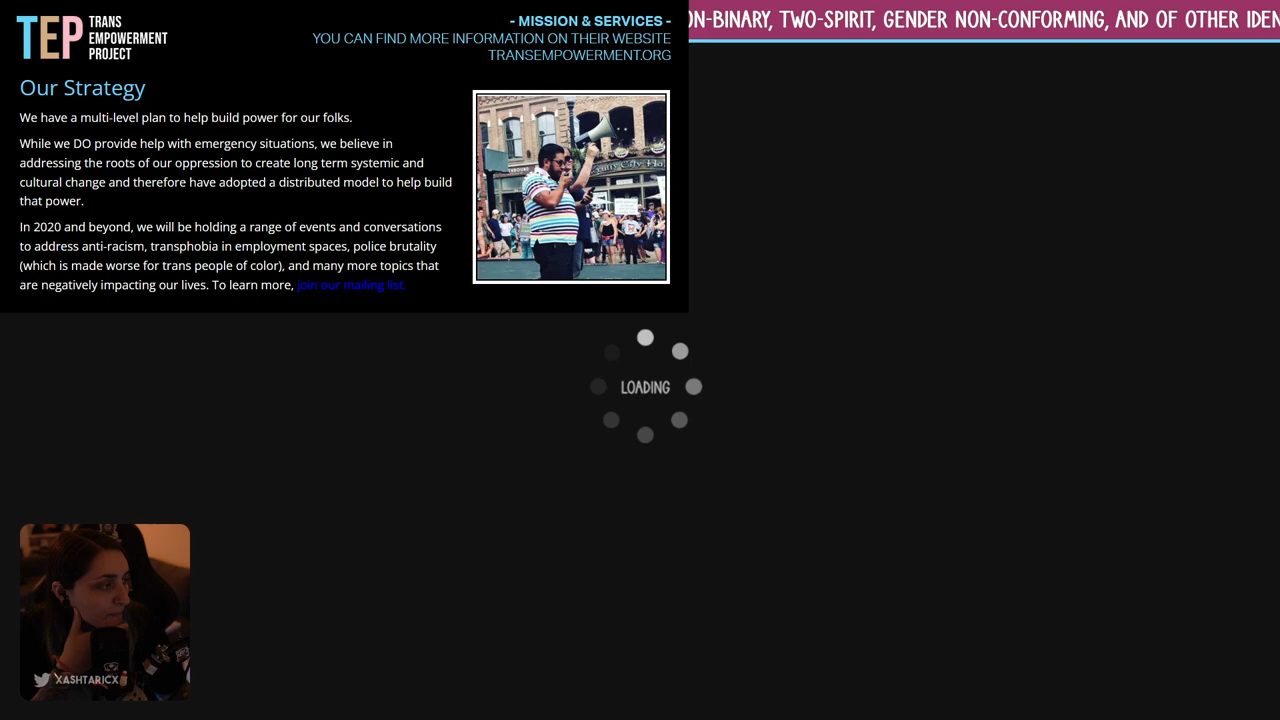 TEP TRANS
EMPOWERMENT
PROJECT
- MISSION & SERVICES -
YOU CAN FIND MORE INFORMATION ON THEIR WEBSITE
TRANSEMPOWERMENT.ORG
ON-BINARY, TWO-SPIRIT, GENDER NON-CONFORMING, AND OF OTHER IDEN
Our Strategy
We have a multi-level plan to help build power for our folks.
While we DO provide help with emergency situations, we believe in
addressing the roots of our oppression to create long term systemic and
cultural change and therefore have adopted a distributed model to help build
that power.
In 2020 and beyond, we will be holding a range of events and conversations
to address anti-racism, transphobia in employment spaces, police brutality
(which is made worse for trans people of color), and many more topics that
are negatively impacting our lives. To learn more, join our mailing list.
LOADING
XASHTARICX